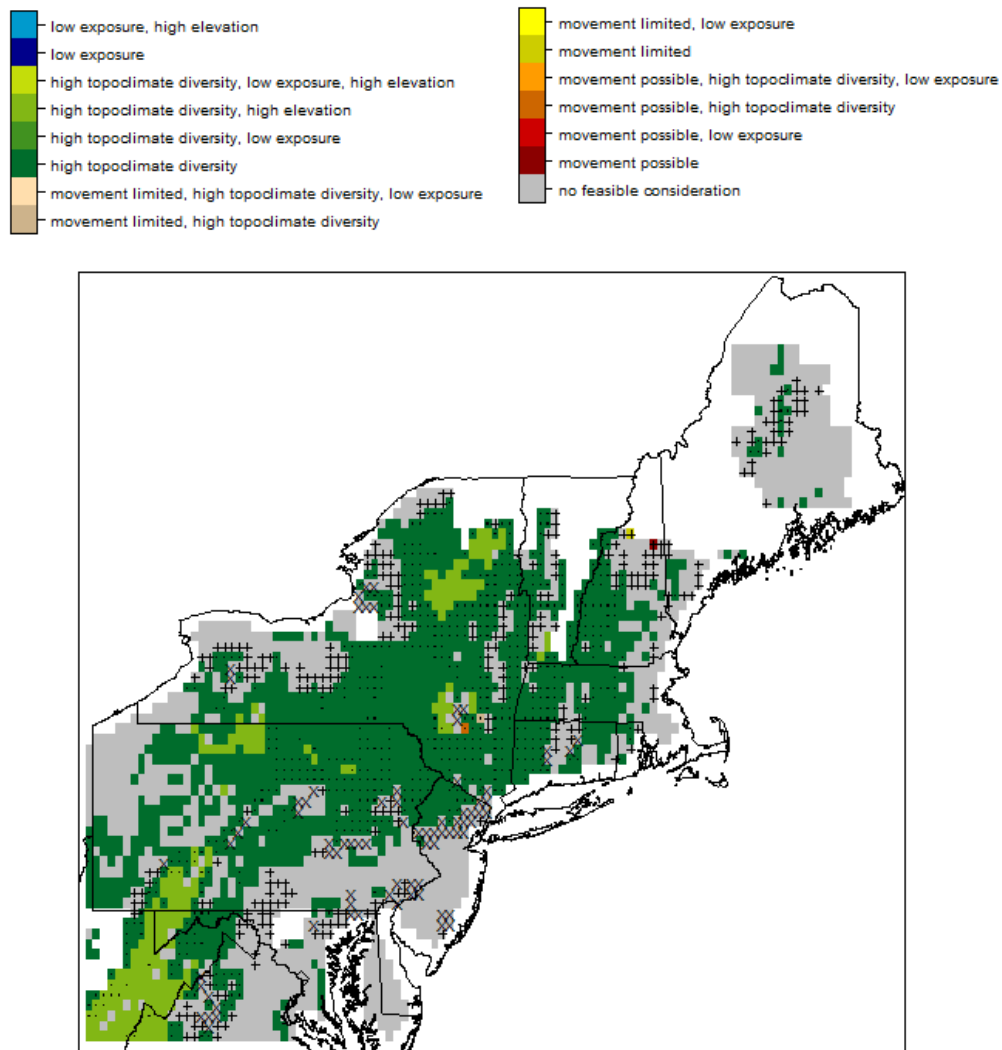 low exposure, high elevation
low exposure
high topoclimate diversity, low exposure, high elevation
high topoclimate diversity, high elevation
high topoclimate diversity, low exposure
high topoclimate diversity
movement limited, high topoclimate diversity, low exposure
movement limited, high topoclimate diversity
movement limited, low exposure
movement limited
movement possible, high topoclimate diversity, low exposure
movement possible, high topoclimate diversity
movement possible, low exposure
movement possible
no feasible consideration